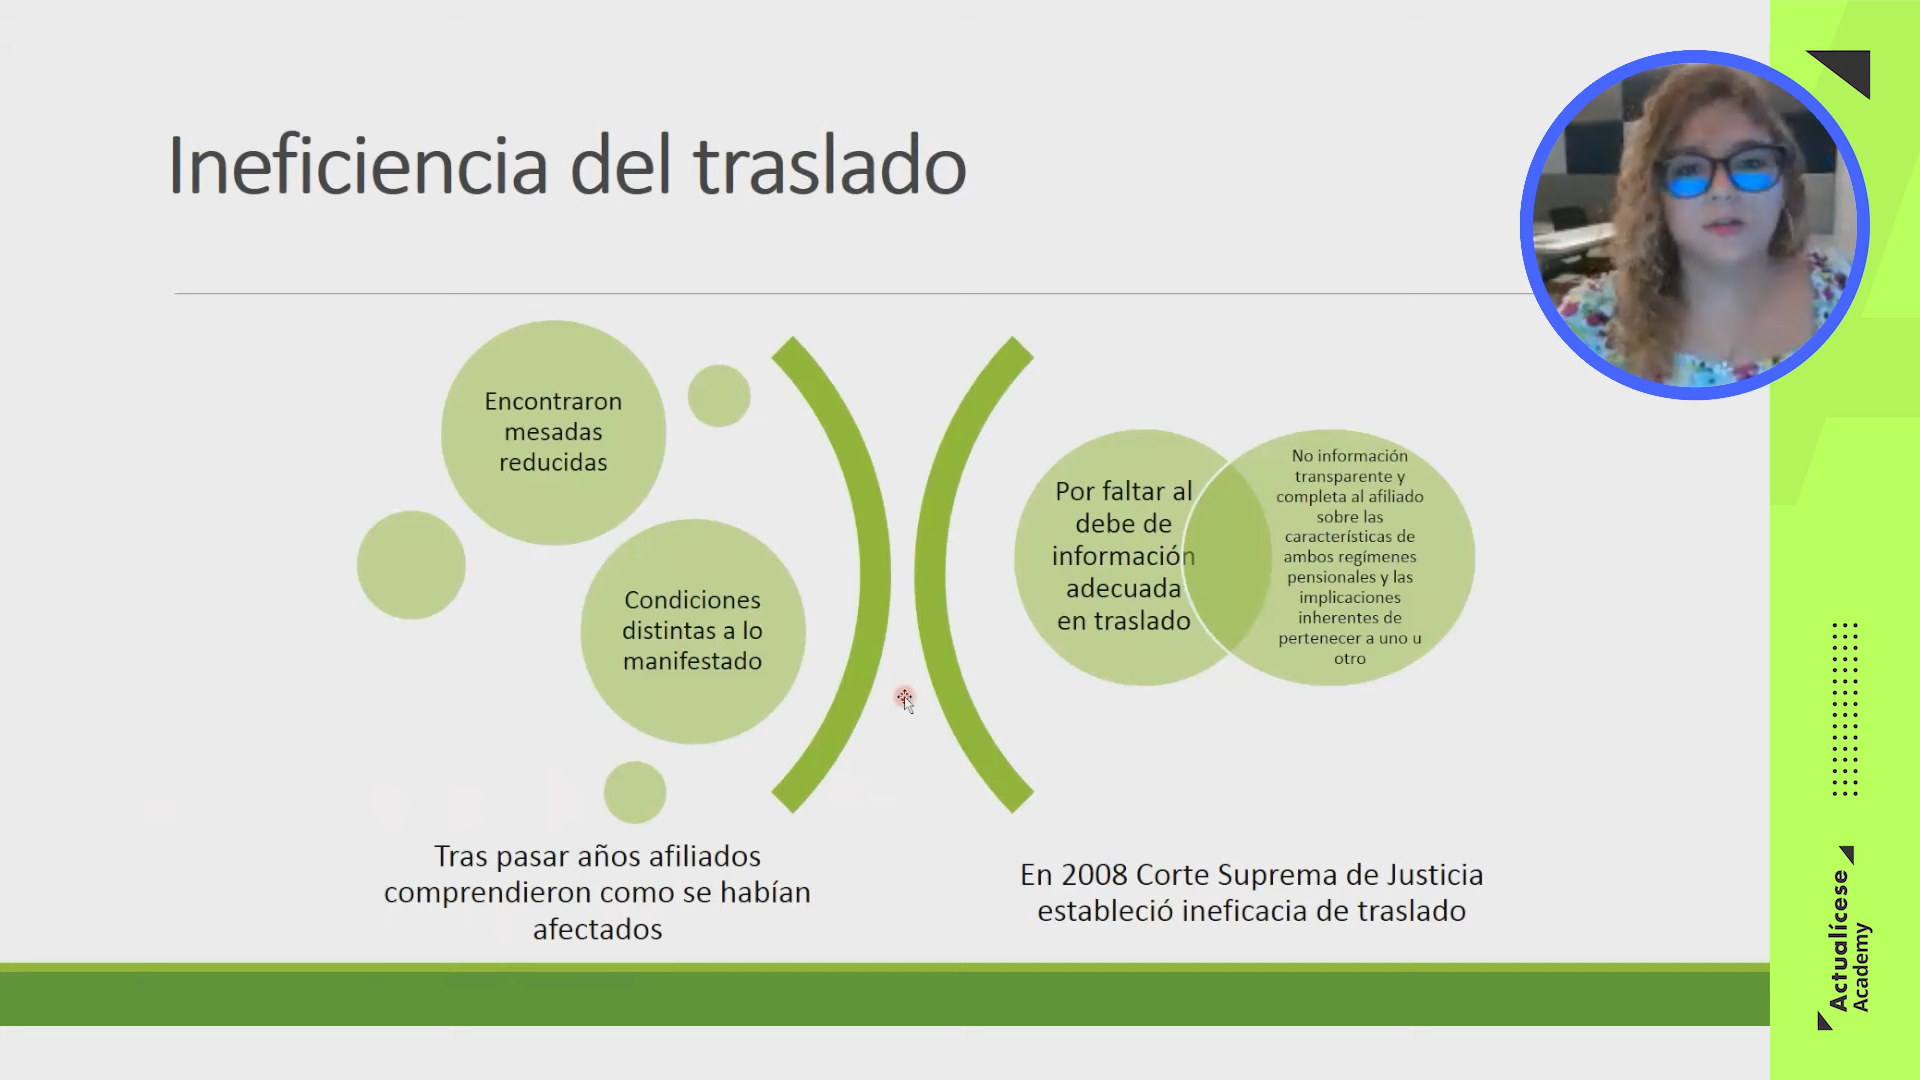 Ineficiencia del traslado
Encontraron
mesadas
reducidas
Condiciones
distintas a lo
manifestado
Tras pasar años afiliados
comprendieron como se habían
afectados
Por faltar al
debe de
información
adecuada
en traslado
No información
transparente y
completa al afiliado
sobre las
características de
ambos regímenes
pensionales y las
implicaciones
inherentes de
pertenecer a uno u
otro
En 2008 Corte Suprema de Justicia
estableció ineficacia de traslado
Actualícese
Academy